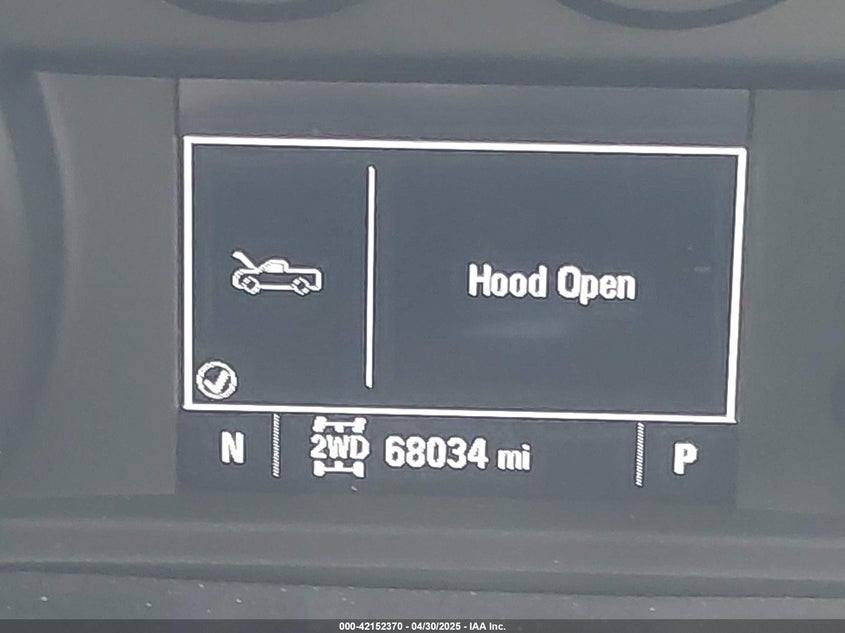 Hood Open
N 2WD 68034 mi P
000-42152370 - 04/30/2025 - IAA Inc.